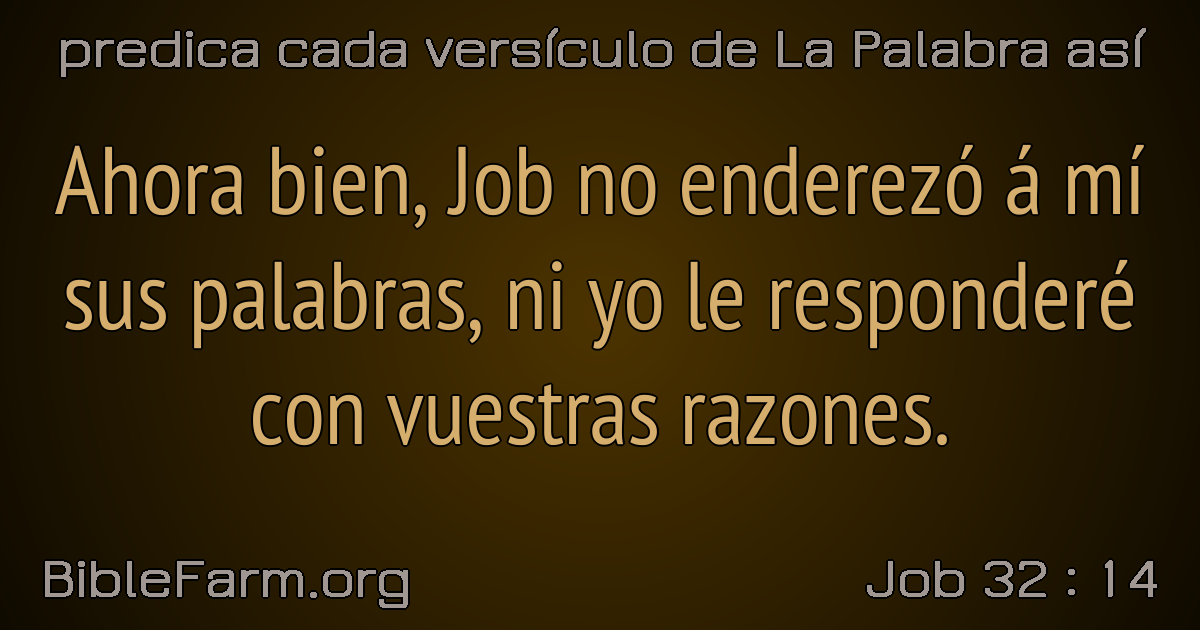 predica cada versículo de La Palabra así
Ahora bien, Job no enderezó á mí
sus palabras, ni yo le responderé
con vuestras razones.
BibleFarm.org
Job 32 : 14